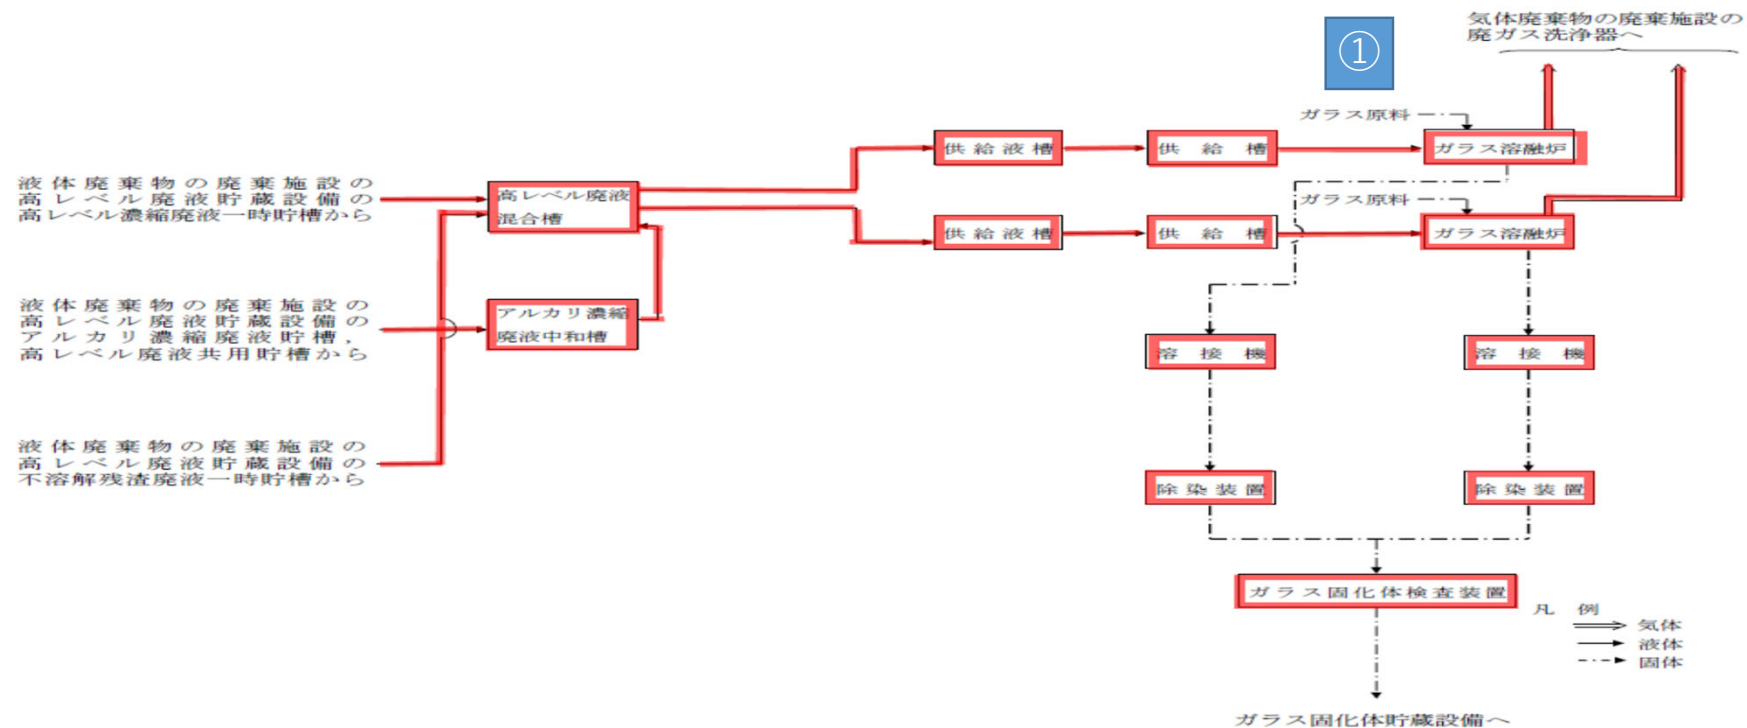 気体廃棄物の廃棄施設の
廃ガス洗浄器へ
①
ガラス原料
供給液槽
供給槽
ガラス溶融炉
液体廃棄物の廃棄施設の
高レベル廃液貯蔵設備の
高レベル濃縮廃液一時貯槽から
高レベル廃液
混合槽
ガラス原料
供給液槽
供給槽
ガラス溶融炉
液体廃棄物の廃棄施設の
高レベル廃液貯蔵設備の
アルカリ濃縮廃液貯槽，
高レベル廃液共用貯槽から
アルカリ濃縮
廃液中和槽
溶接機
溶接機
液体廃棄物の廃棄施設の
高レベル廃液貯蔵設備の
不溶解残渣廃液一時貯槽から
除染装置
除染装置
ガラス固化体検査装置
凡例
気体
液体
固体
ガラス固化体貯蔵設備へ